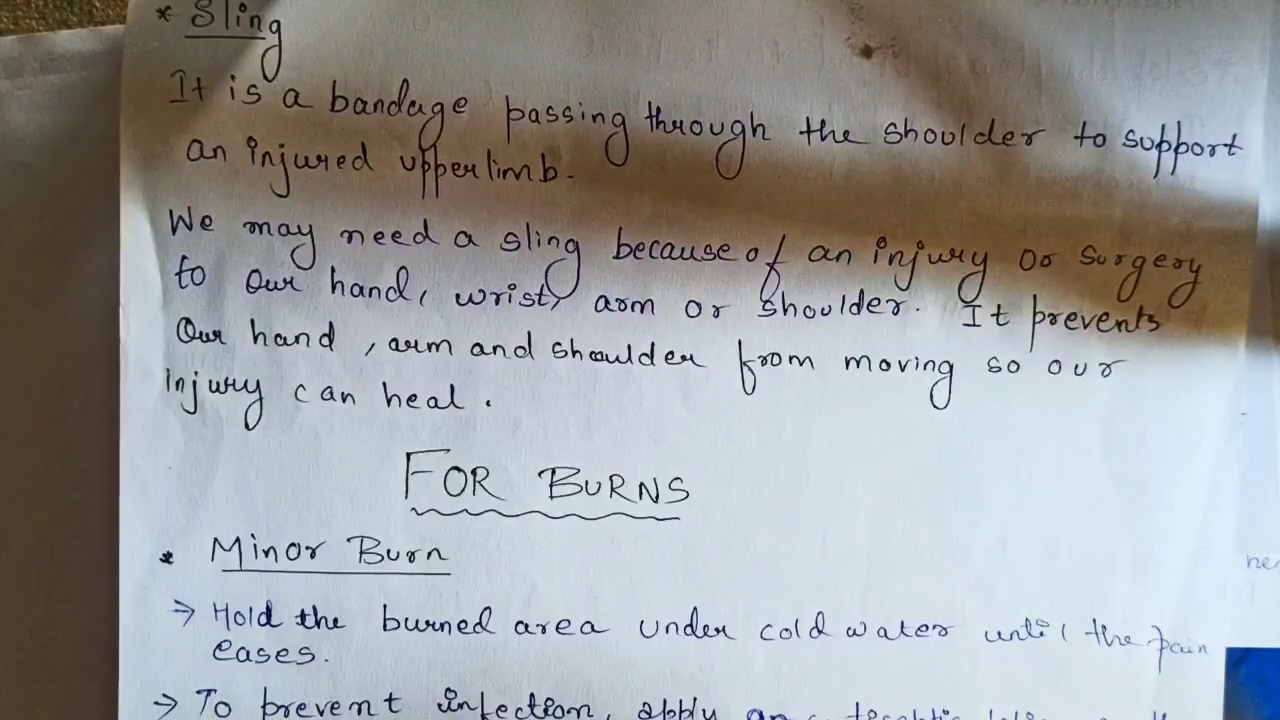 * Sling
It is a bandage passing through the shoulder to support
an injured upperlimb.
We may need a sling because of an injury or surgery
to our hand, wrist, arm or shoulder. It prevents
Our hand, arm and shoulder from moving so our
injury can heal.
FOR BURNS
* Minor Burn
→ Hold the burned area under cold water until the pain
eases.
→ To prevent infection, apply